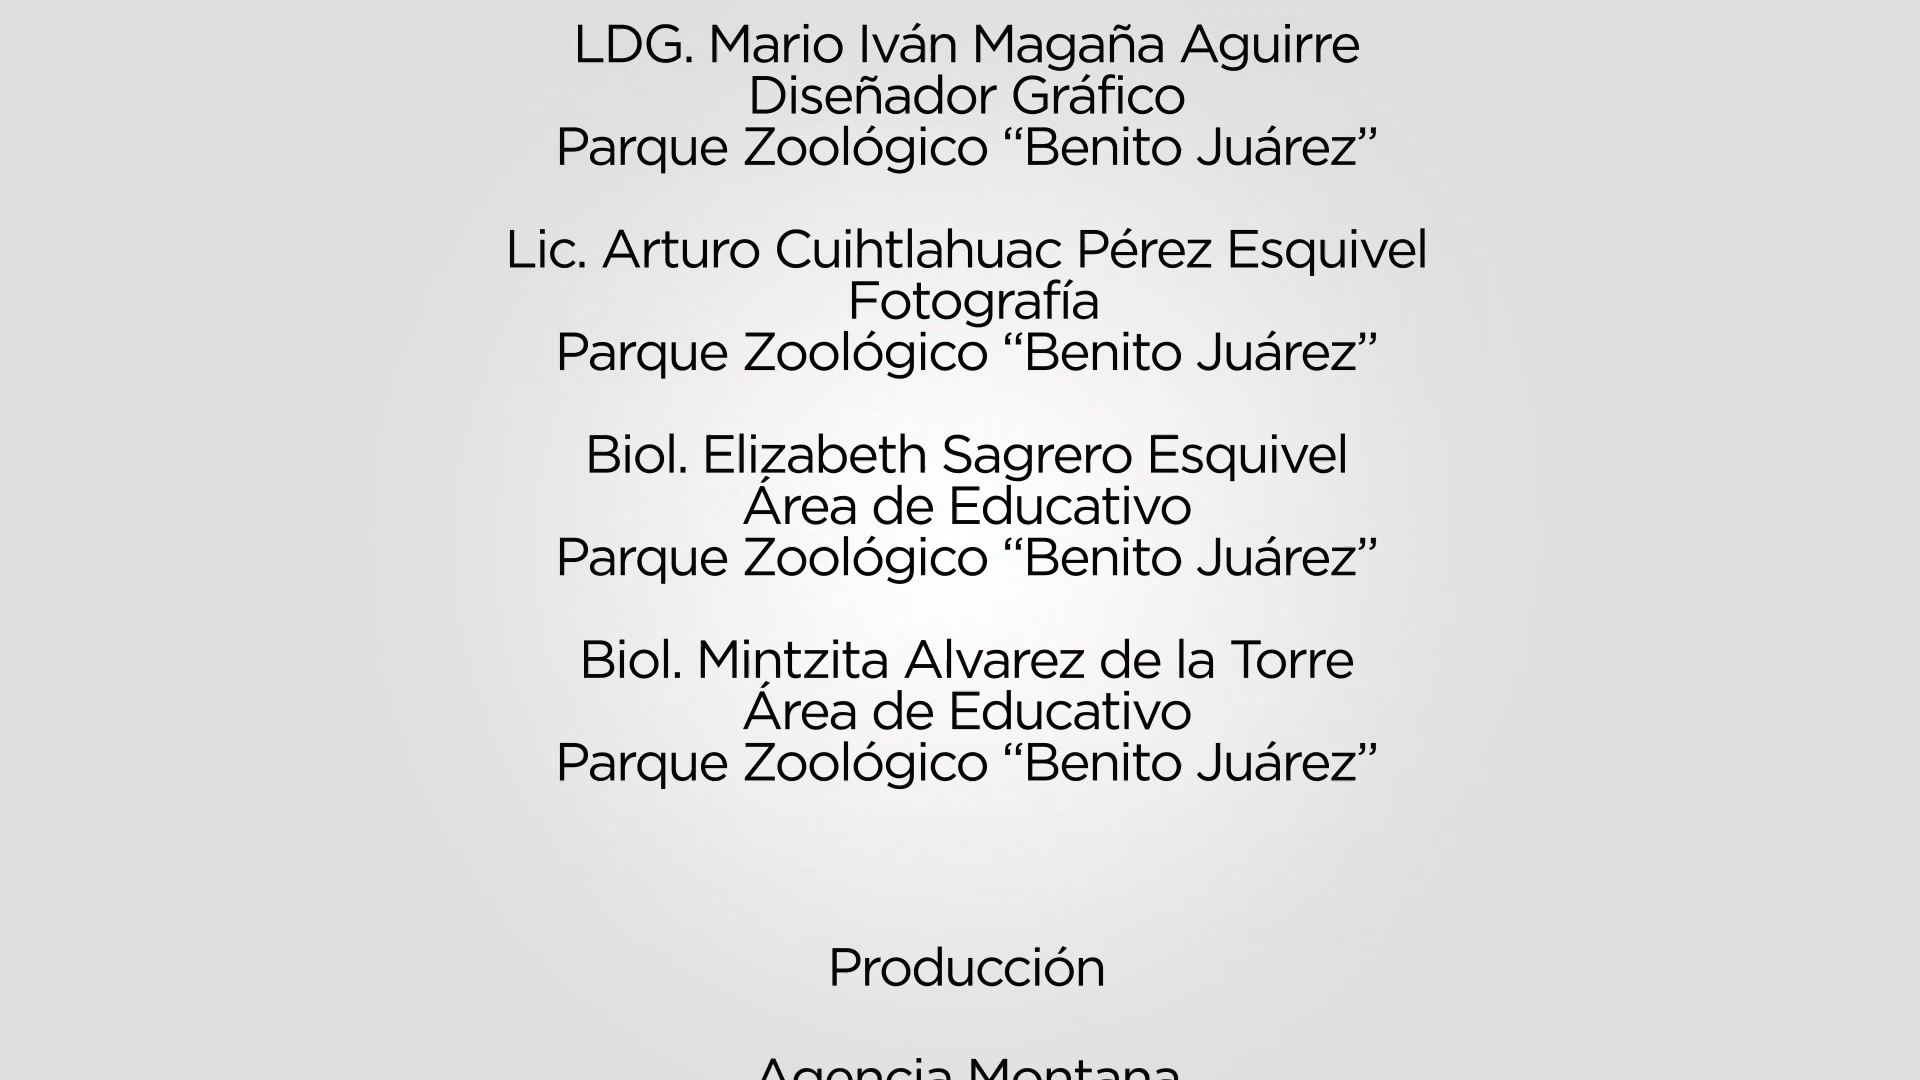 LDG. Mario Iván Magaña Aguirre
Diseñador Gráfico
Parque Zoológico “Benito Juárez”
Lic. Arturo Cuihtlahuac Pérez Esquivel
Fotografía
Parque Zoológico “Benito Juárez”
Biol. Elizabeth Sagrero Esquivel
Área de Educativo
Parque Zoológico “Benito Juárez”
Biol. Mintzita Alvarez de la Torre
Área de Educativo
Parque Zoológico “Benito Juárez”
Producción
Agencia Montana